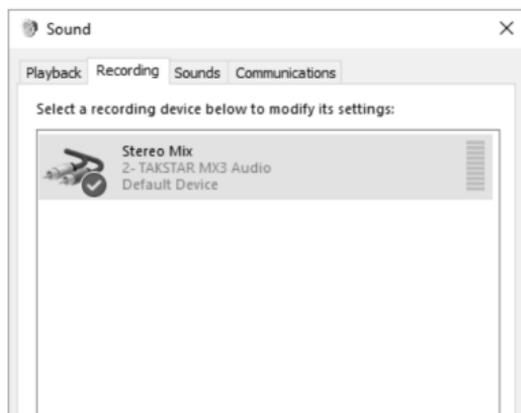 Sound
Playback Recording Sounds Communications
Select a recording device below to modify its settings:
Stereo Mix
2- TAKSTAR MX3 Audio
Default Device